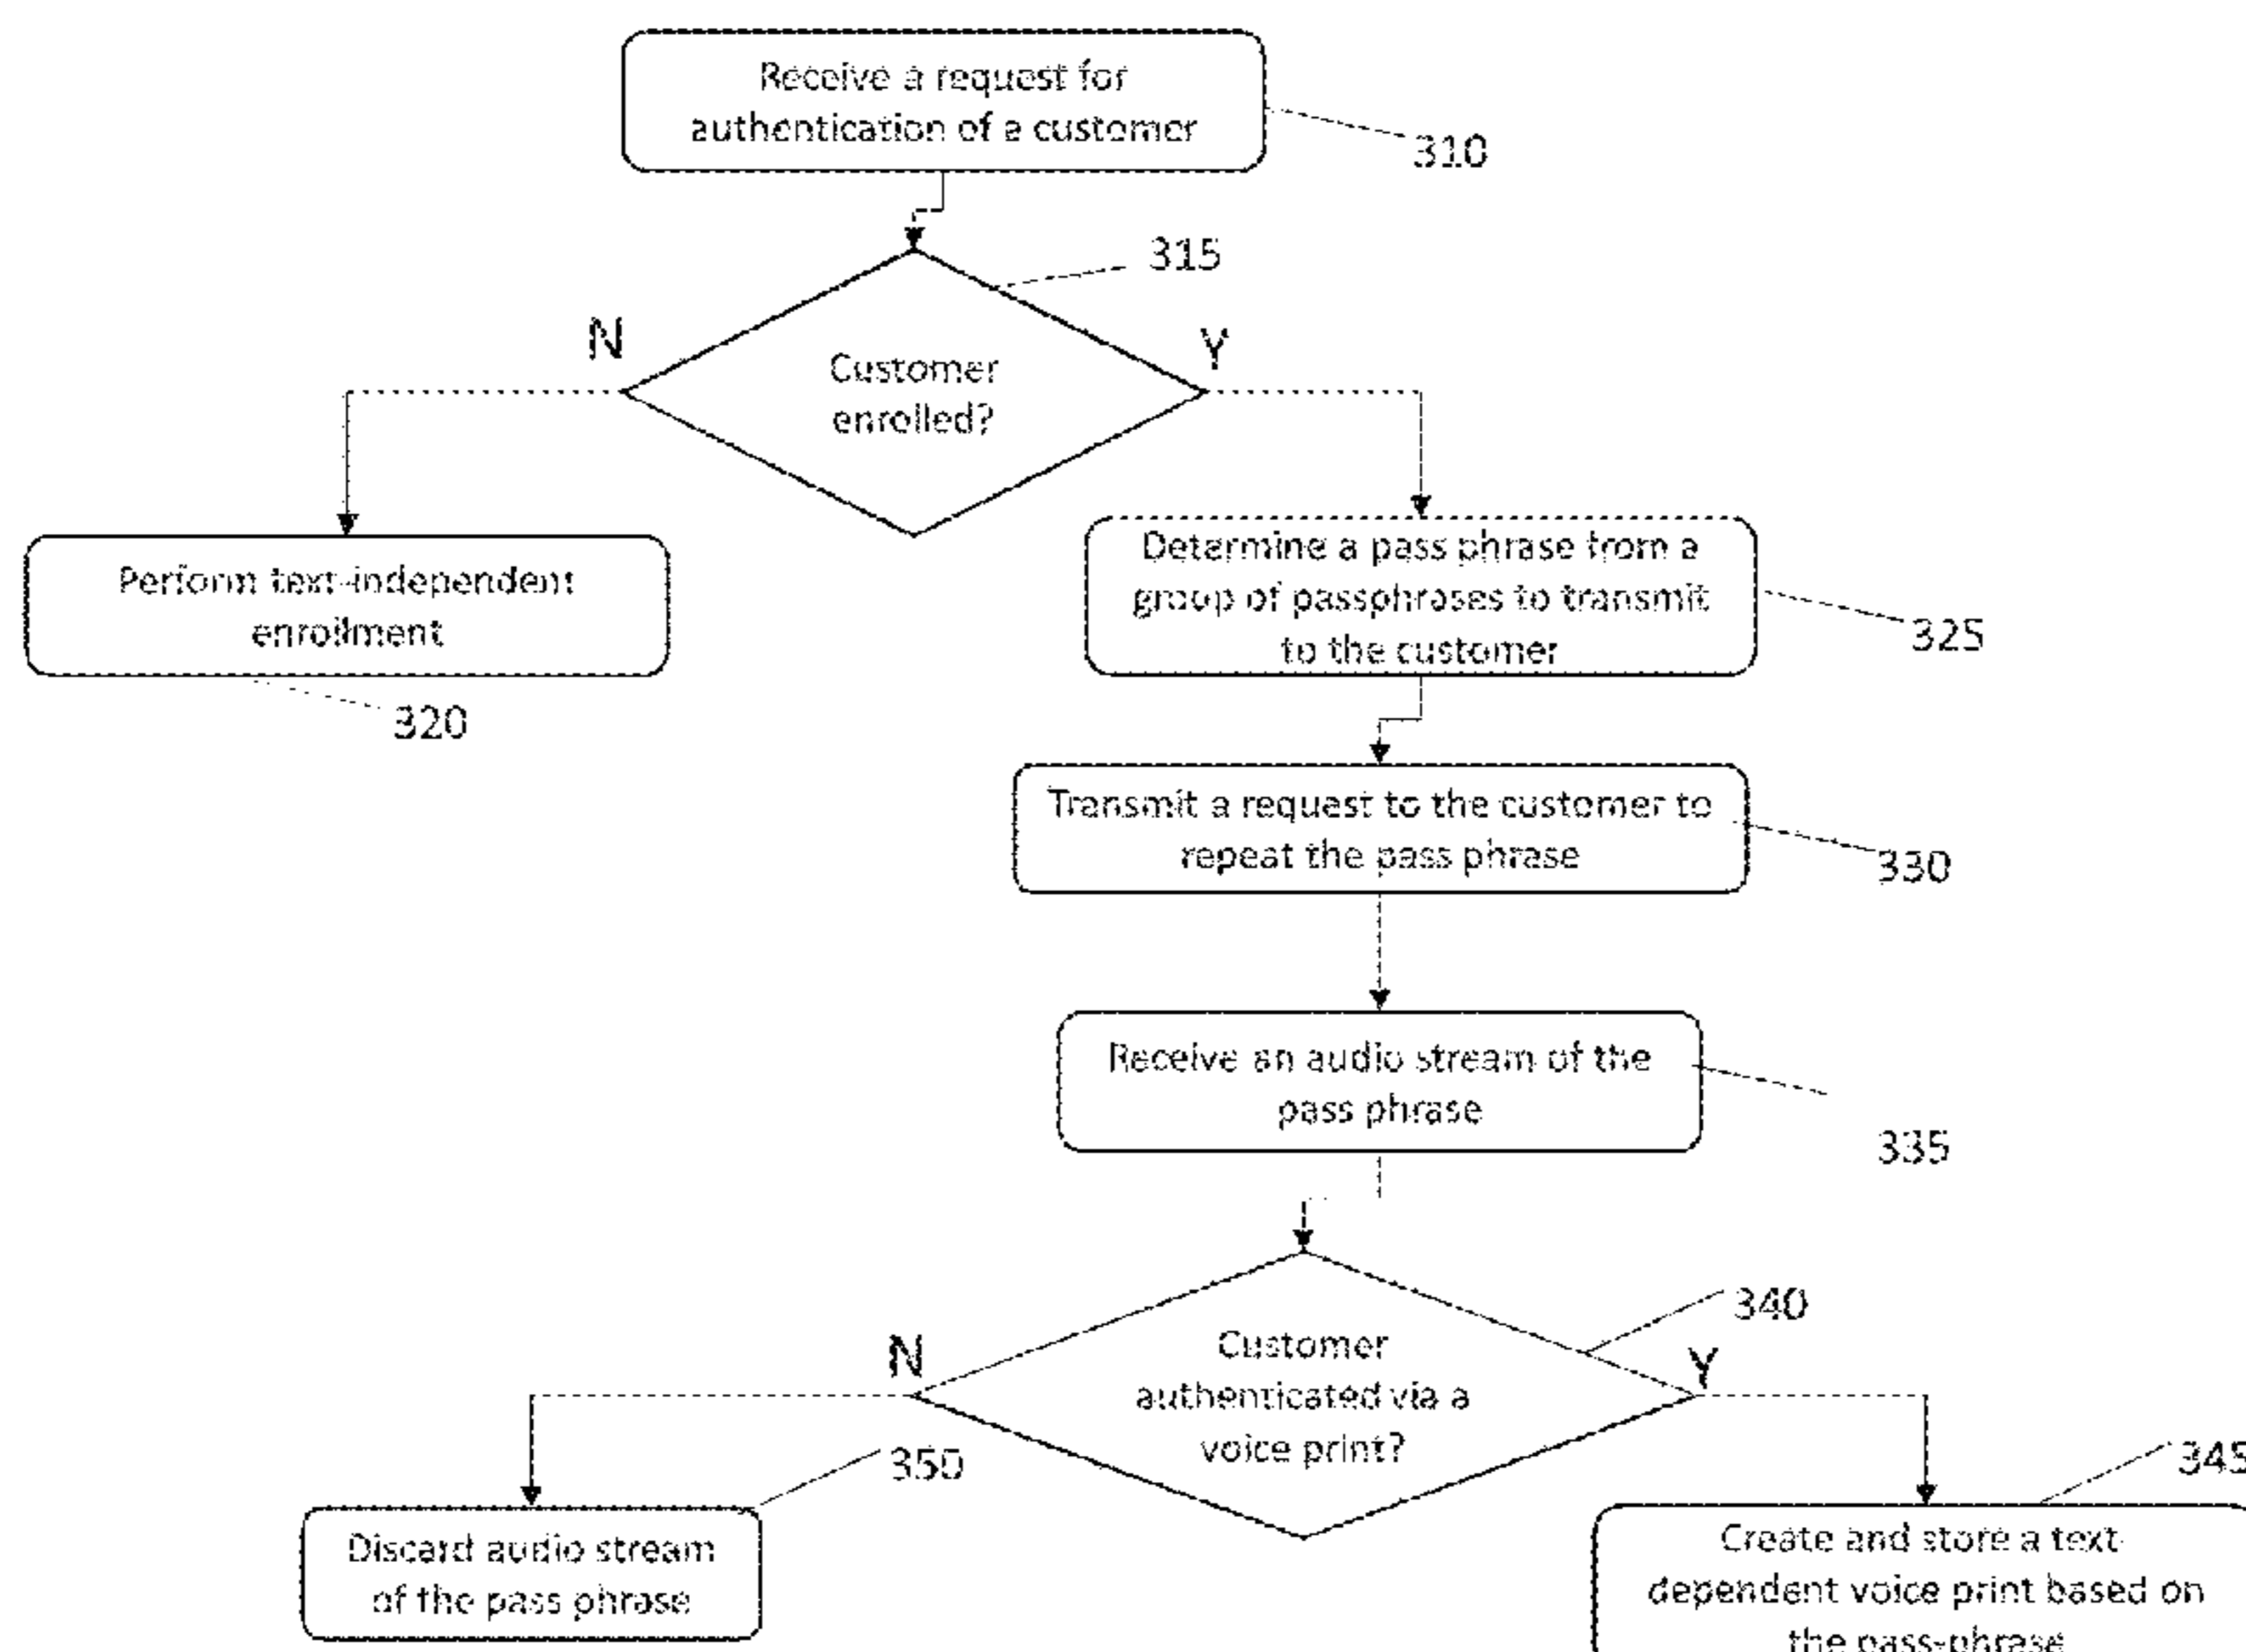 Receive a request for
authentication of a customer
310
315
N
Y
Customer
enrolled?
Perform text-independent
enrollment
320
Determine a pass phrase from a
group of passphrases to transmit
to the customer
325
Transmit a request to the customer to
repeat the pass phrase
330
Receive an audio stream of the
pass phrase
335
340
N
Y
Customer
authenticated via a
voice print?
350
345
Discard audio stream
of the pass phrase
Create and store a text
dependent voice print based on
the pass-phrase